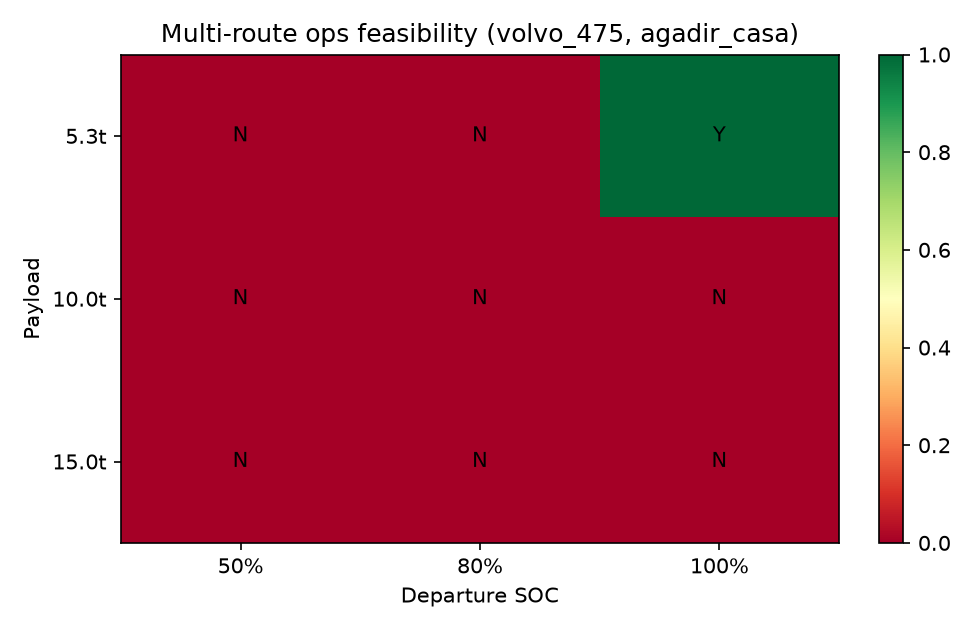 Multi-route ops feasibility (volvo_475, agadir_casa)
1.0
5.3t N N Y
0.8
0.6
Payload
10.0t N N N
0.4
0.2
15.0t N N N
0.0
50% 80% 100%
Departure SOC